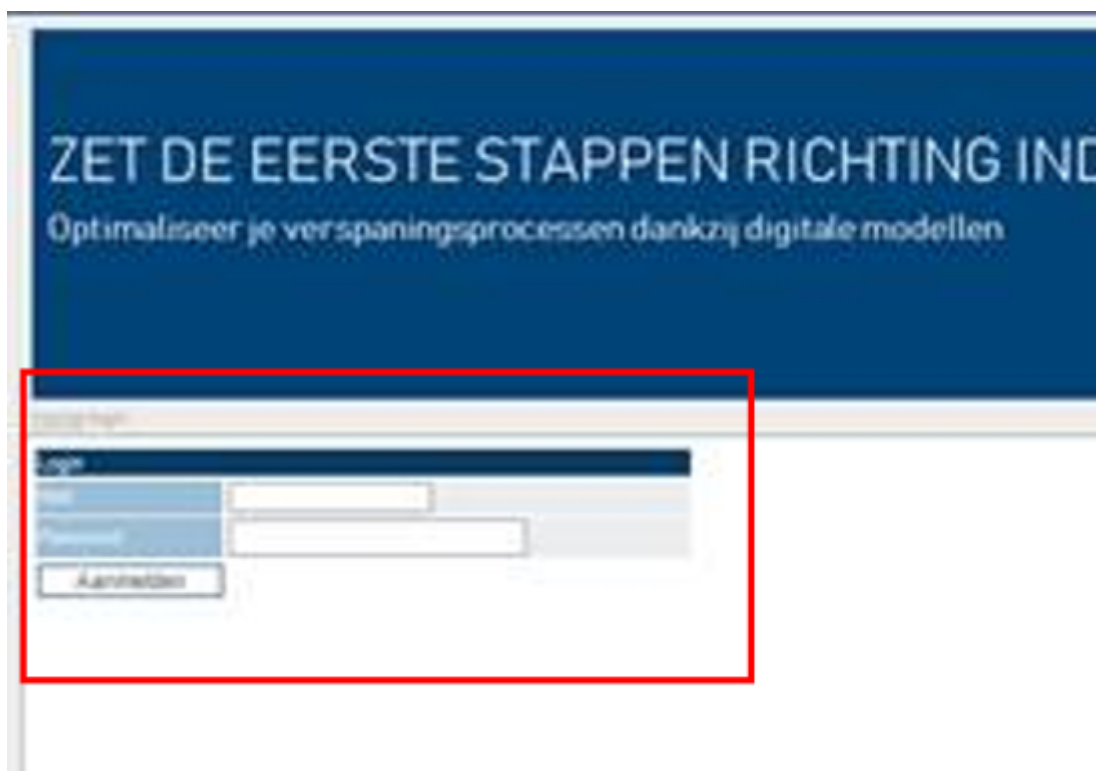 ZET DE EERSTE STAPPEN RICHTING IND
Optimaliseer je verspaningsprocessen dankzij digitale modellen
Login
Password
Aanmelden